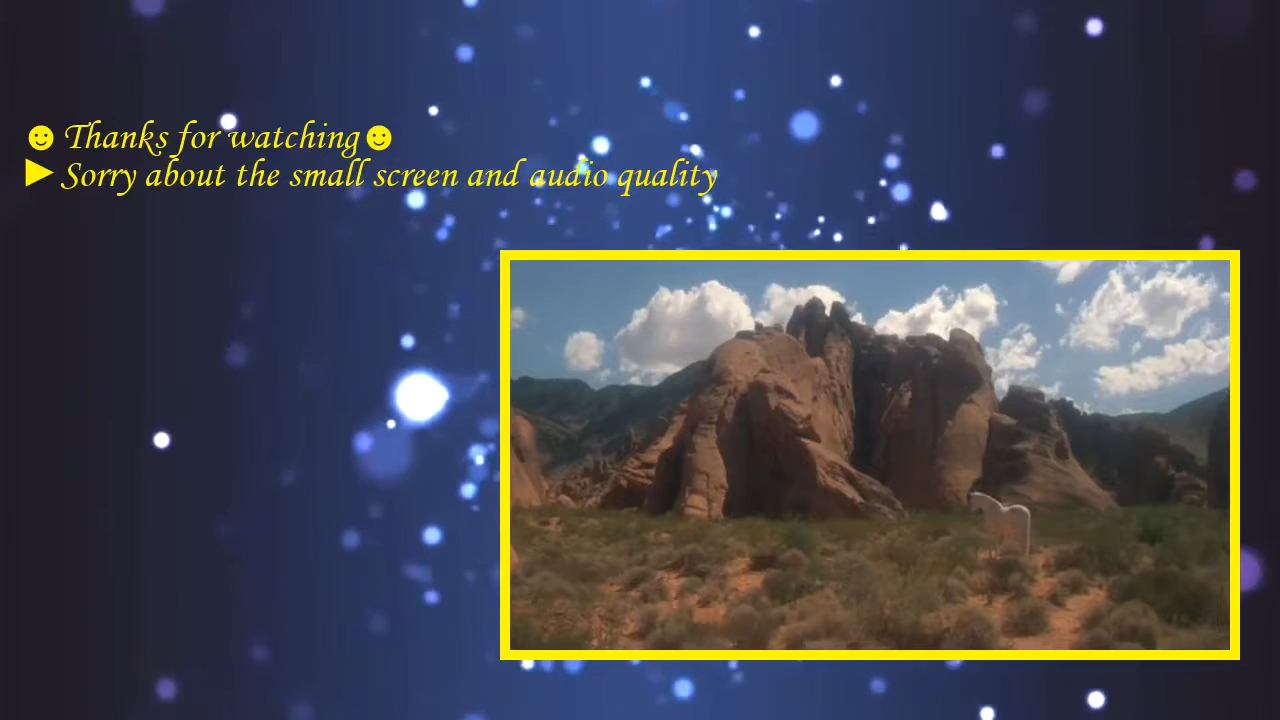 ☻Thanks for watching☻
►Sorry about the small screen and audio quality